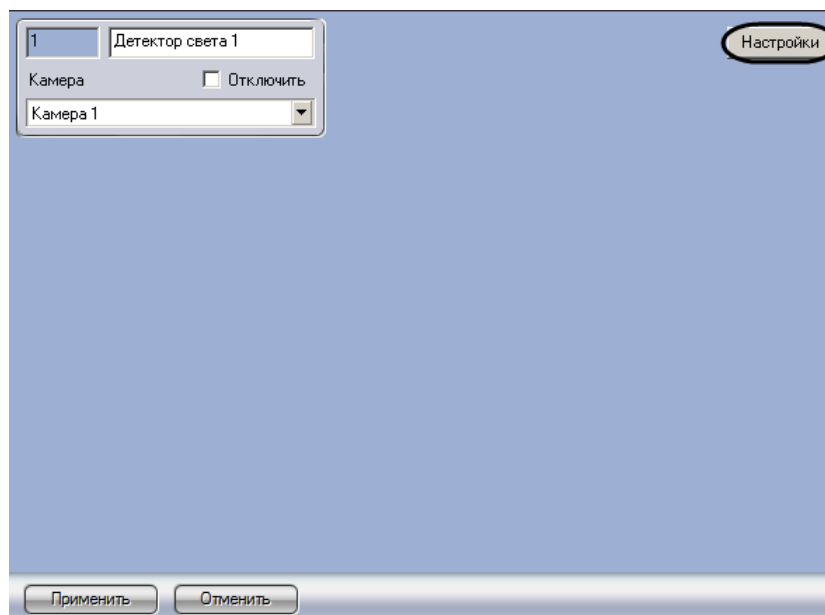 1 Детектор света 1
Настройки
Камера Отключить
Камера 1
Применить Отменить